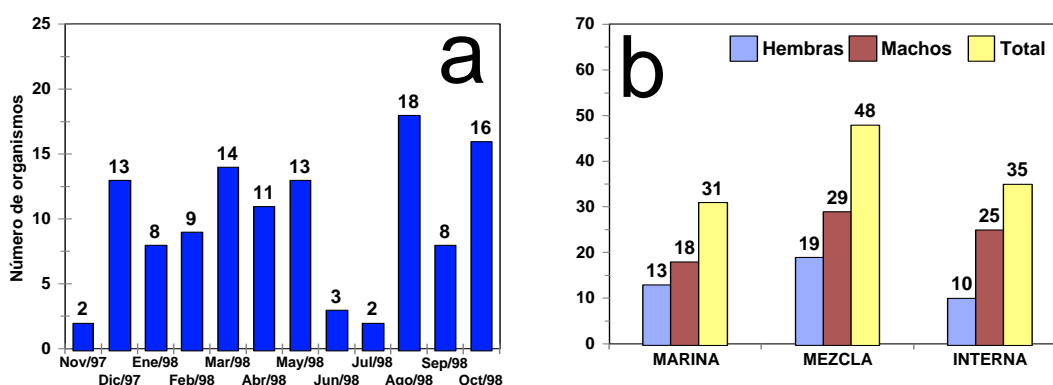 a
Número de organismos
25
20
15
10
5
0
2
13
8
9
14
11
13
3
2
18
8
16
Nov/97 Ene/98 Mar/98 May/98 Jul/98 Sep/98
Dic/97 Feb/98 Abr/98 Jun/98 Ago/98 Oct/98
b
Hembras Machos Total
70
60
50
40
30
20
10
0
13 18 31
19 29 48
10 25 35
MARINA MEZCLA INTERNA